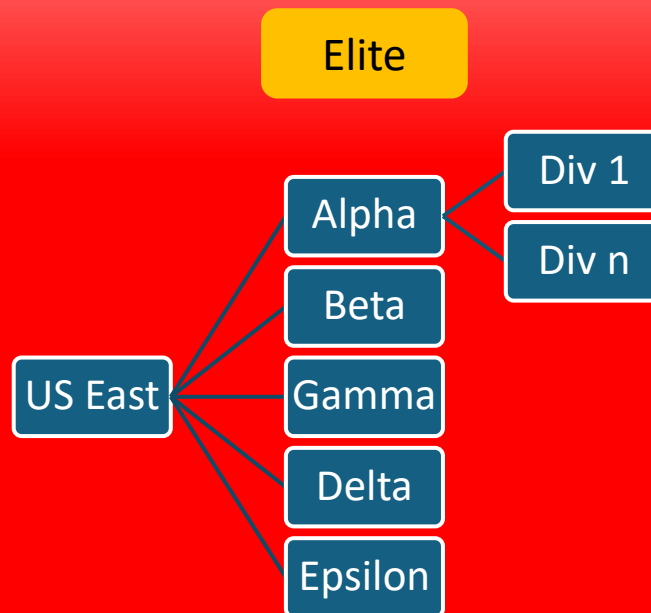 Elite
US East
Alpha
Div 1
Div n
Beta
Gamma
Delta
Epsilon